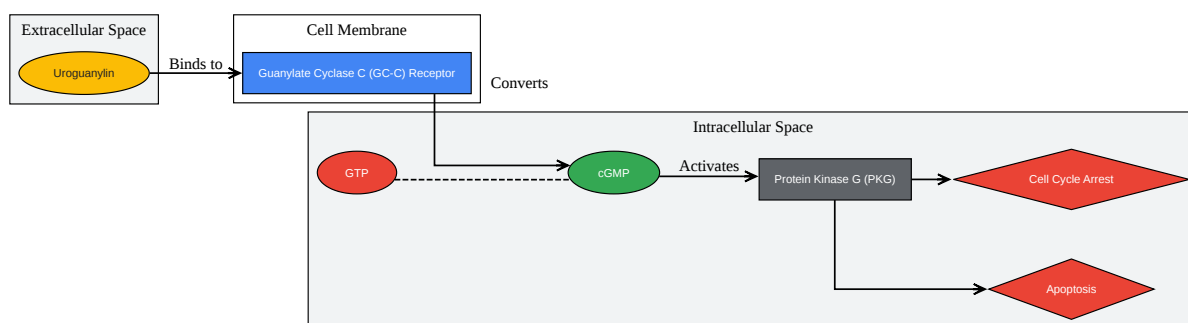 Extracellular Space
Cell Membrane
Uroguanylin
Binds to
Guanylate Cyclase C (GC-C) Receptor
Converts
Intracellular Space
GTP
cGMP
Activates
Protein Kinase G (PKG)
Cell Cycle Arrest
Apoptosis